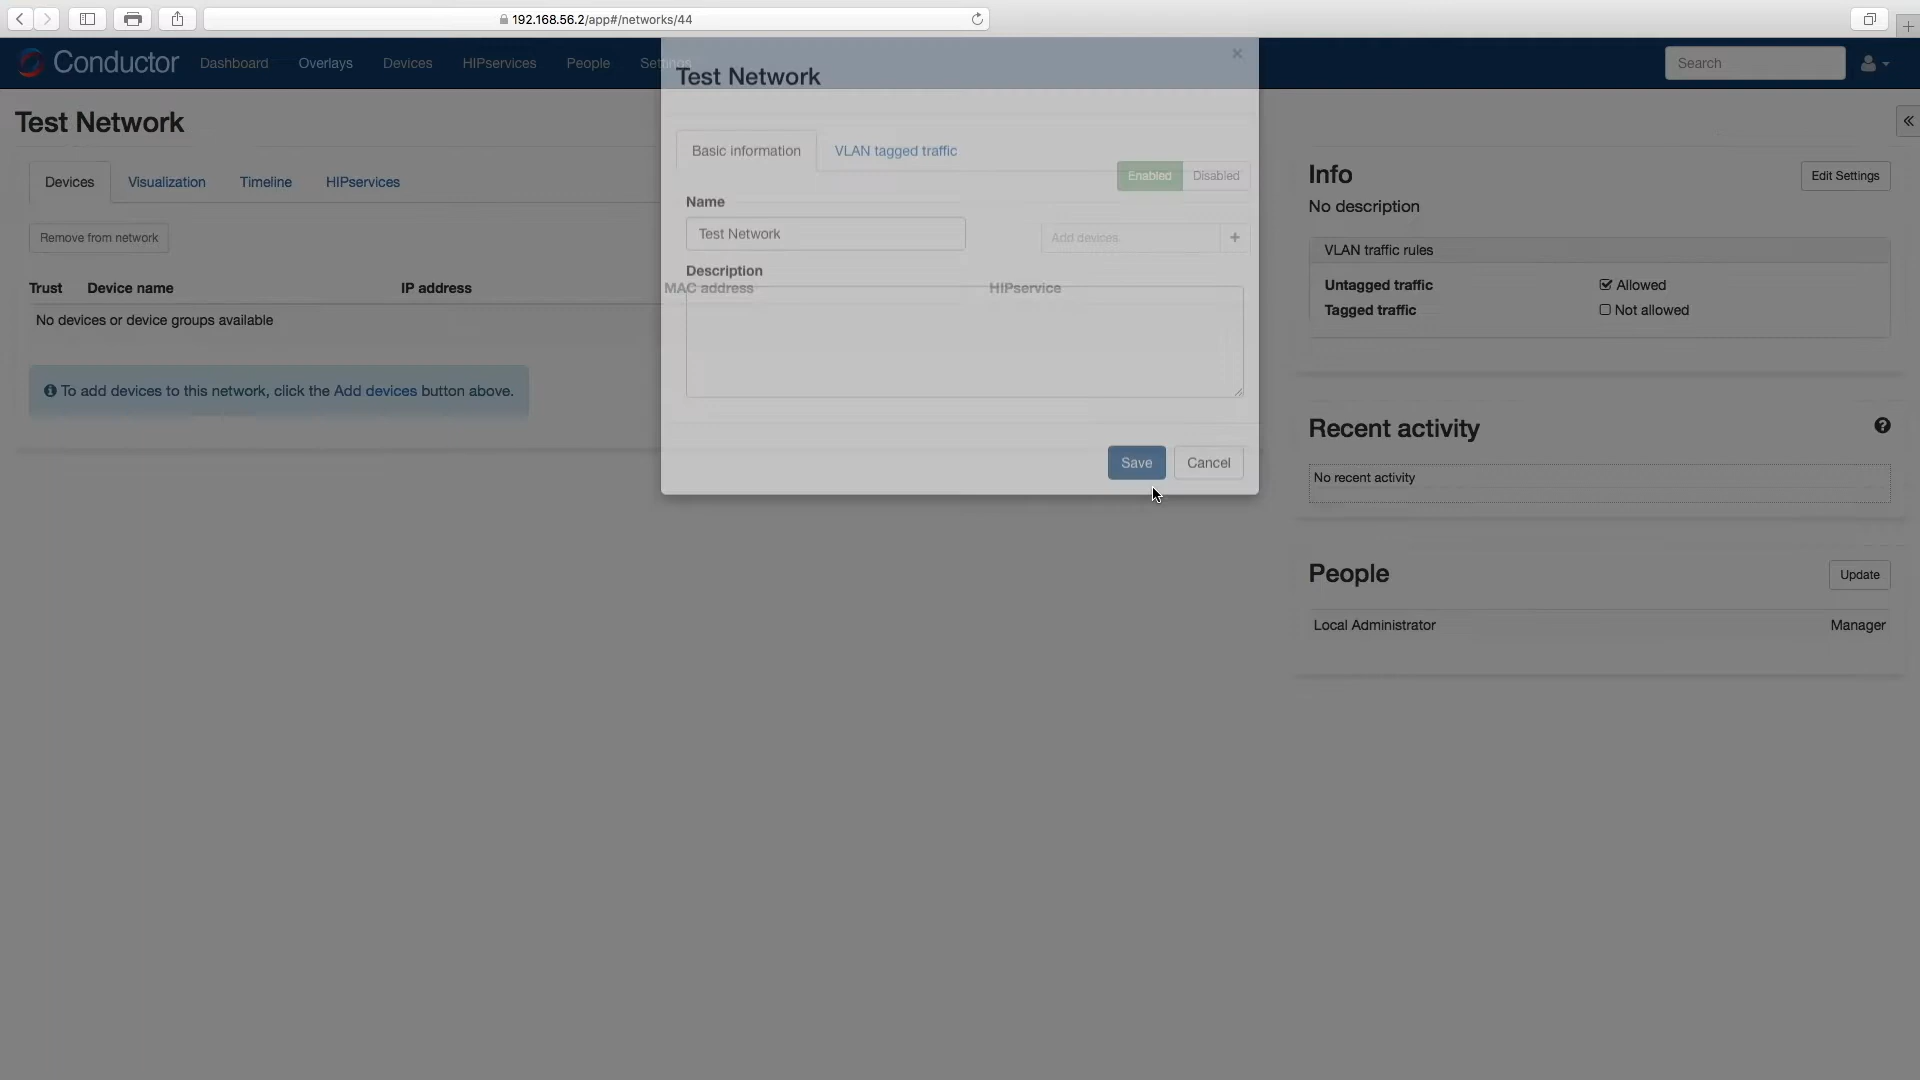 192.168.56.2/app#/networks/44
Conductor Dashboard Overlays Devices HIPservices People Settings Search
Test Network
Test Network
Basic information VLAN tagged traffic
Devices Visualization Timeline HIPservices
Enabled Disabled
Name
Test Network
Remove from network
Add devices
Description
Trust Device name IP address MAC address HIPservice
No devices or device groups available
To add devices to this network, click the Add devices button above.
Save Cancel
Info Edit Settings
No description
VLAN traffic rules
Untagged traffic Allowed
Tagged traffic Not allowed
Recent activity
No recent activity
People Update
Local Administrator Manager